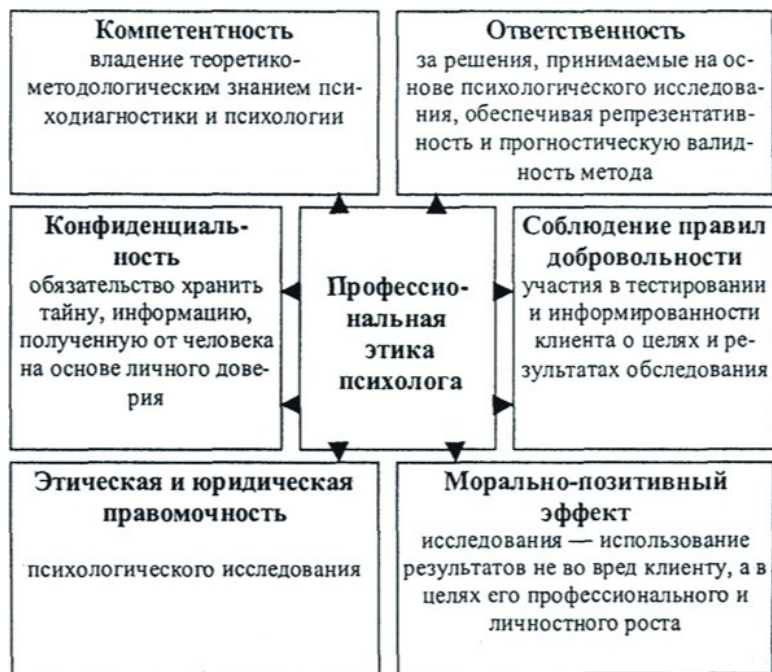 Компетентность
владение теоретико-
методологическим знанием пси-
ходиагностики и психологии
Ответственность
за решения, принимаемые на ос-
нове психологического исследова-
ния, обеспечивая репрезентатив-
ность и прогностическую валид-
ность метода
Конфиденциаль-
ность
обязательство хранить
тайну, информацию,
полученную от человека
на основе личного дове-
рия
Профессио-
нальная
этика
психолога
Соблюдение правил
добровольности
участия в тестировании
и информированности
клиента о целях и ре-
зультатах обследования
Этическая и юридическая
правомочность
психологического исследования
Морально-позитивный
эффект
исследования — использование
результатов не во вред клиенту, а в
целях его профессионального и
личностного роста